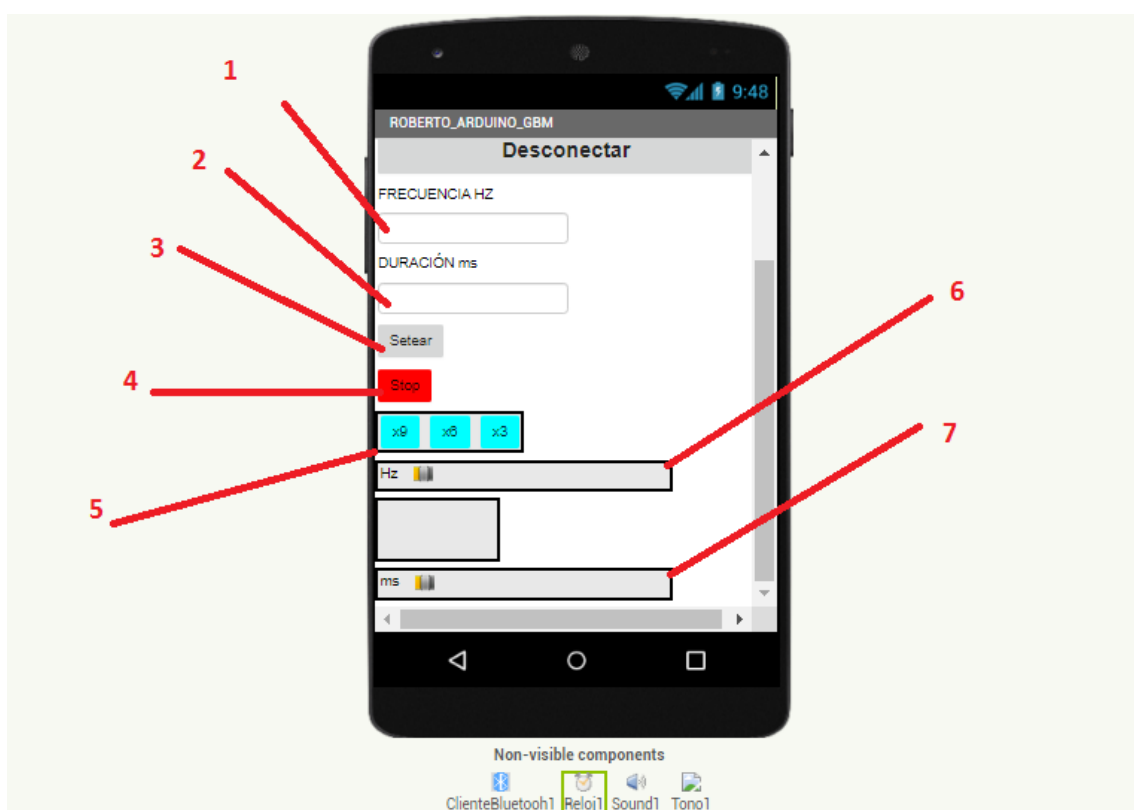 1
9:48
ROBERTO_ARDUINO_GBM
2
Desconectar
FRECUENCIA HZ
3
DURACIÓN ms
6
Setear
4
Stop
x9 x6 x3
7
Hz
5
ms
Non-visible components
ClienteBluetooh1 Reloj1 Sound1 Tono1